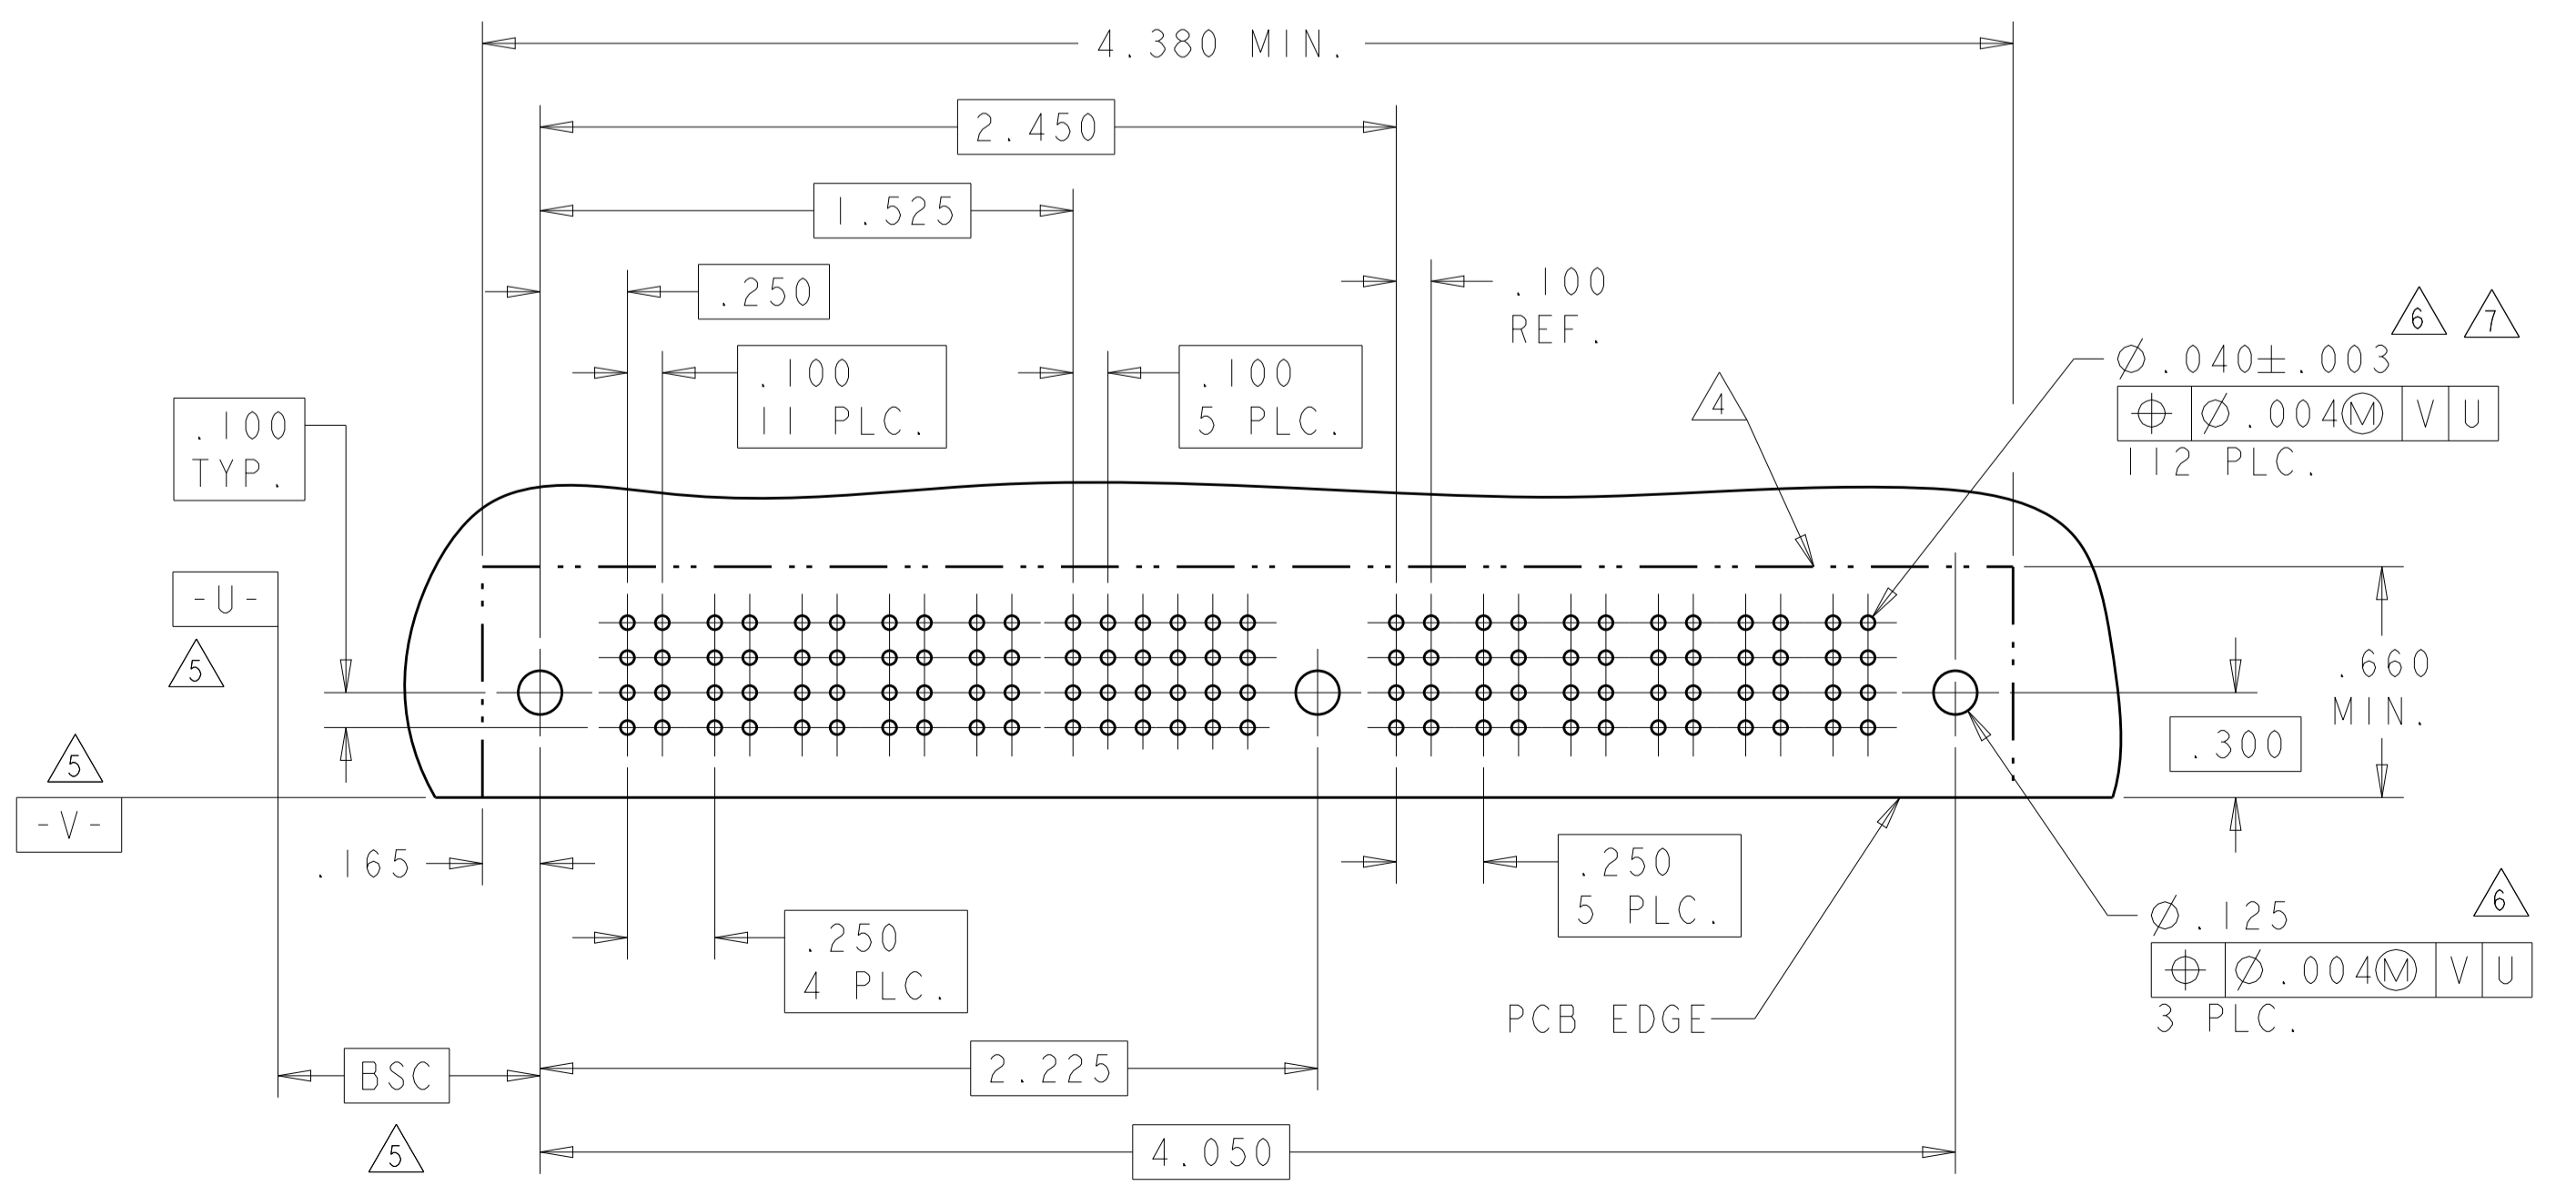 4.380 MIN.
2.450
1.525
.250
.100
REF.
.100
11 PLC.
.100
5 PLC.
6
7
⌀.040±.003
⌖ ⌀.004Ⓜ V U
112 PLC.
4
.100
TYP.
-U-
5
5
-V-
.660
MIN.
.300
.165
.250
5 PLC.
.250
4 PLC.
6
⌀.125
⌖ ⌀.004Ⓜ V U
3 PLC.
PCB EDGE
BSC
5
2.225
4.050